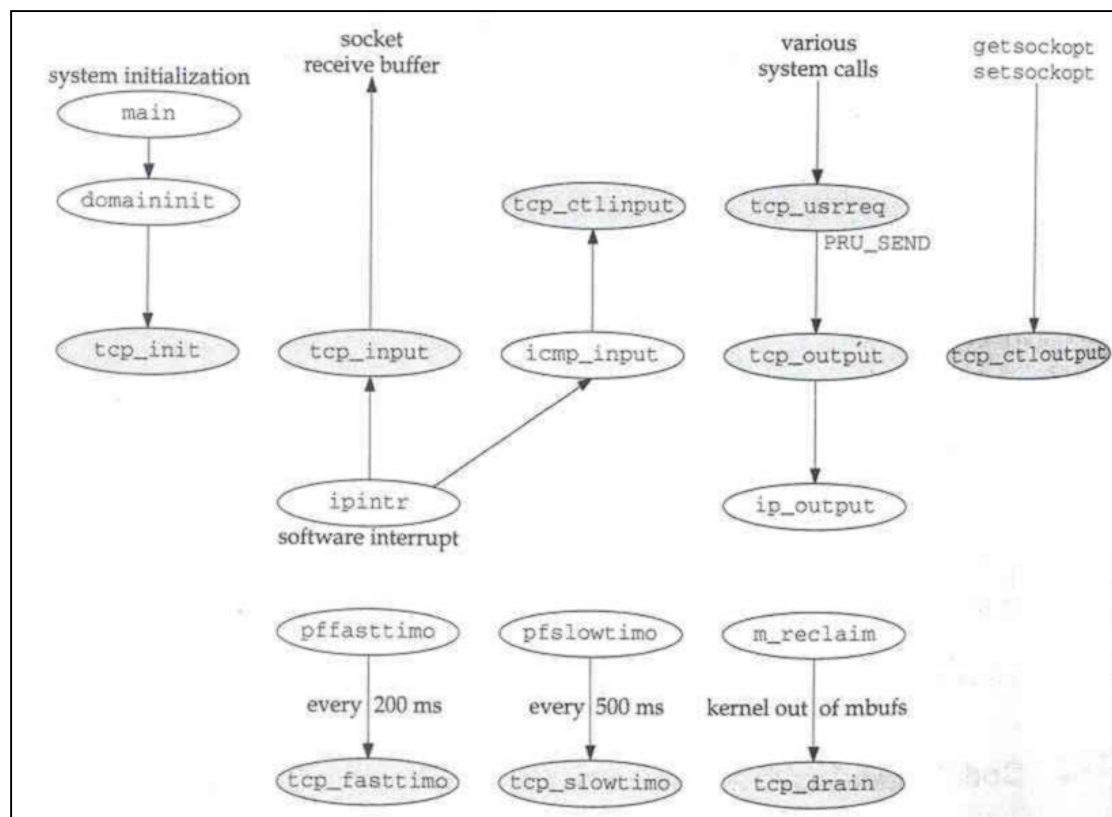 socket
receive buffer
various
system calls
getsockopt
setsockopt
system initialization
main
domaininit
tcp_ctlinput
tcp_usrreq
PRU_SEND
tcp_init
tcp_input
icmp_input
tcp_output
tcp_ctloutput
ipintr
software interrupt
ip_output
pffasttimo
pfslowtimo
m_reclaim
every 200 ms
every 500 ms
kernel out of mbufs
tcp_fasttimo
tcp_slowtimo
tcp_drain